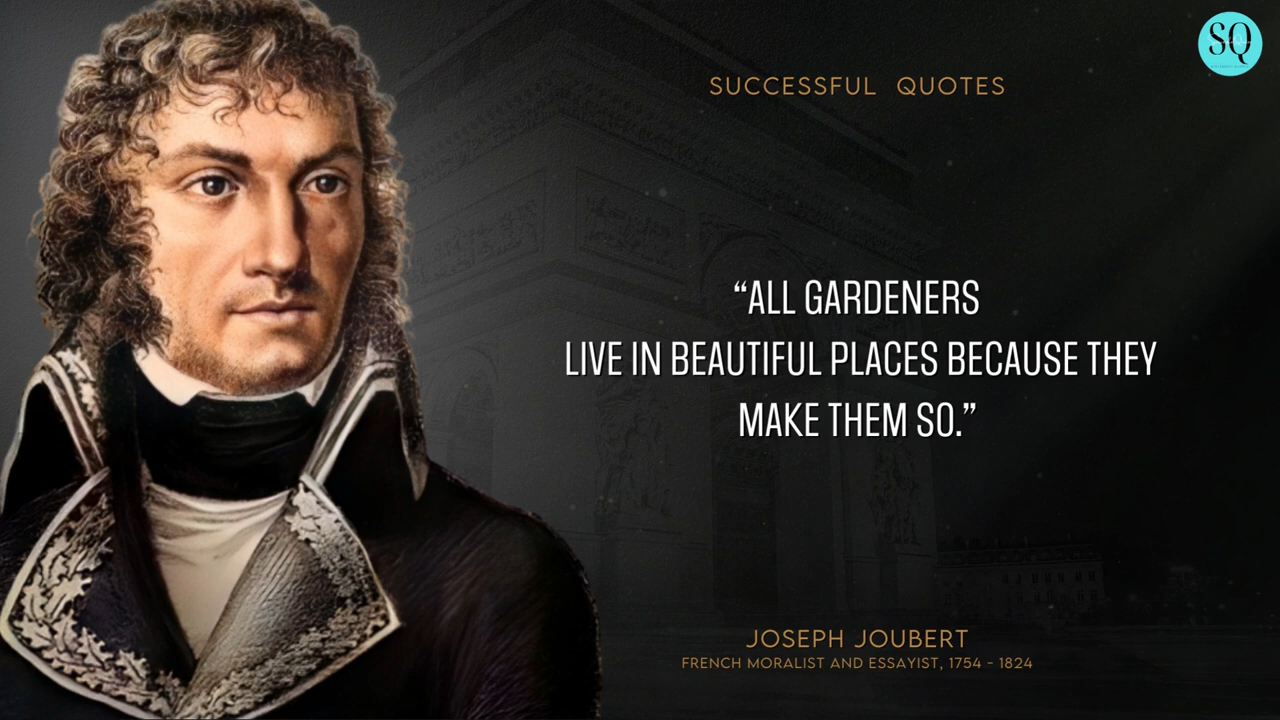 SQ
SUCCESSFUL QUOTES
“ALL GARDENERS
LIVE IN BEAUTIFUL PLACES BECAUSE THEY
MAKE THEM SO.”
JOSEPH JOUBERT
FRENCH MORALIST AND ESSAYIST, 1754 - 1824